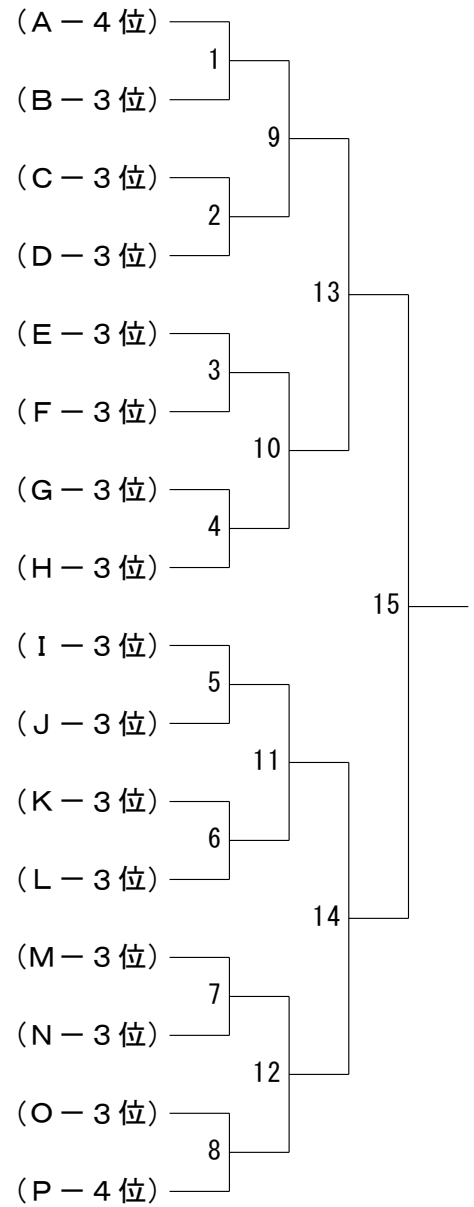 （A－4位）
1
（B－3位）
9
（C－3位）
2
（D－3位）
13
（E－3位）
3
（F－3位）
10
（G－3位）
4
（H－3位）
15
（I－3位）
5
（J－3位）
11
（K－3位）
6
（L－3位）
14
（M－3位）
7
（N－3位）
12
（O－3位）
8
（P－4位）